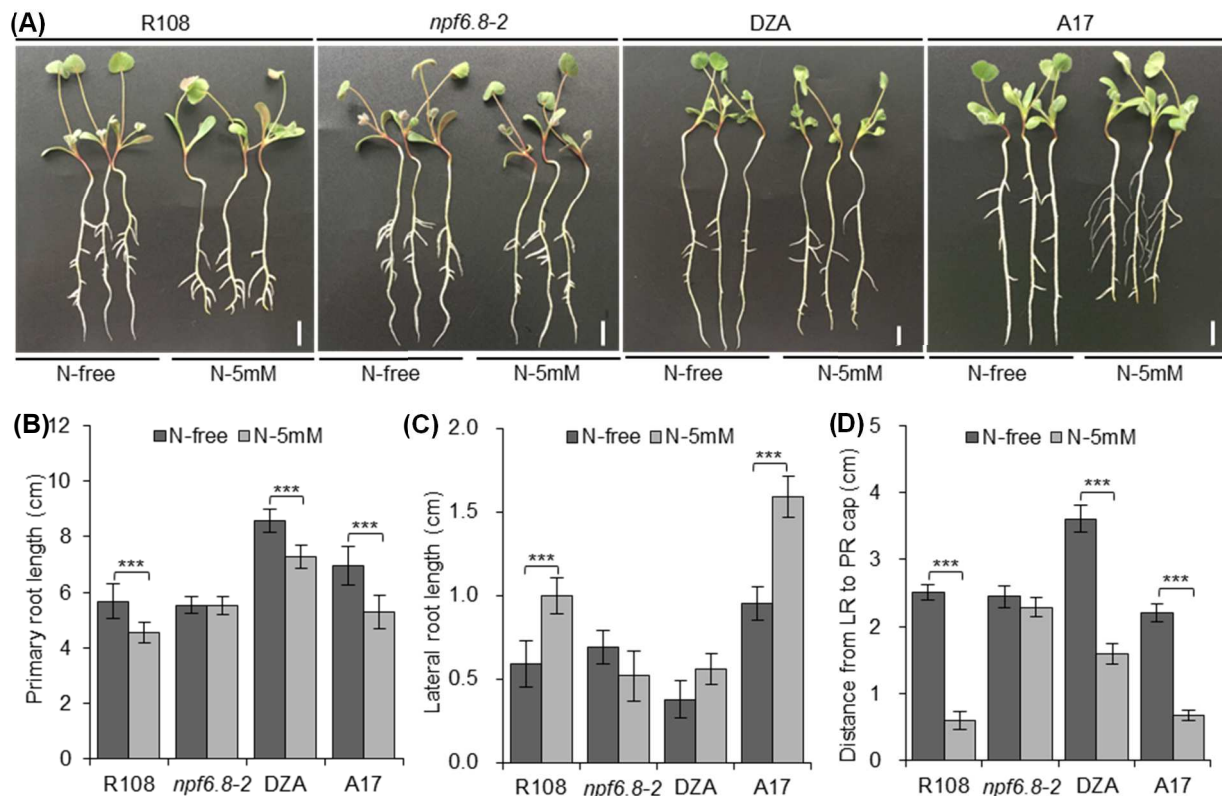 (A) R108 npf6.8-2 DZA A17
N-free N-5mM N-free N-5mM N-free N-5mM N-free N-5mM
(B)
N-free N-5mM
Primary root length (cm)
12
10
8
6
4
2
0
***
***
***
R108 npf6.8-2 DZA A17
(C)
N-free N-5mM
Lateral root length (cm)
2.0
1.5
1.0
0.5
0.0
***
***
R108 npf6.8-2 DZA A17
(D)
N-free N-5mM
Distance from LR to PR cap (cm)
6
5
4
3
2
1
0
***
***
***
R108 npf6.8-2 DZA A17